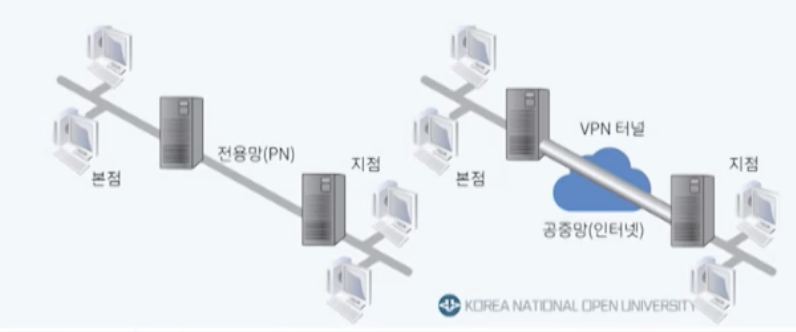 전용망(PN)
지점
본점
VPN 터널
지점
본점
공중망(인터넷)
KOREA NATIONAL OPEN UNIVERSITY